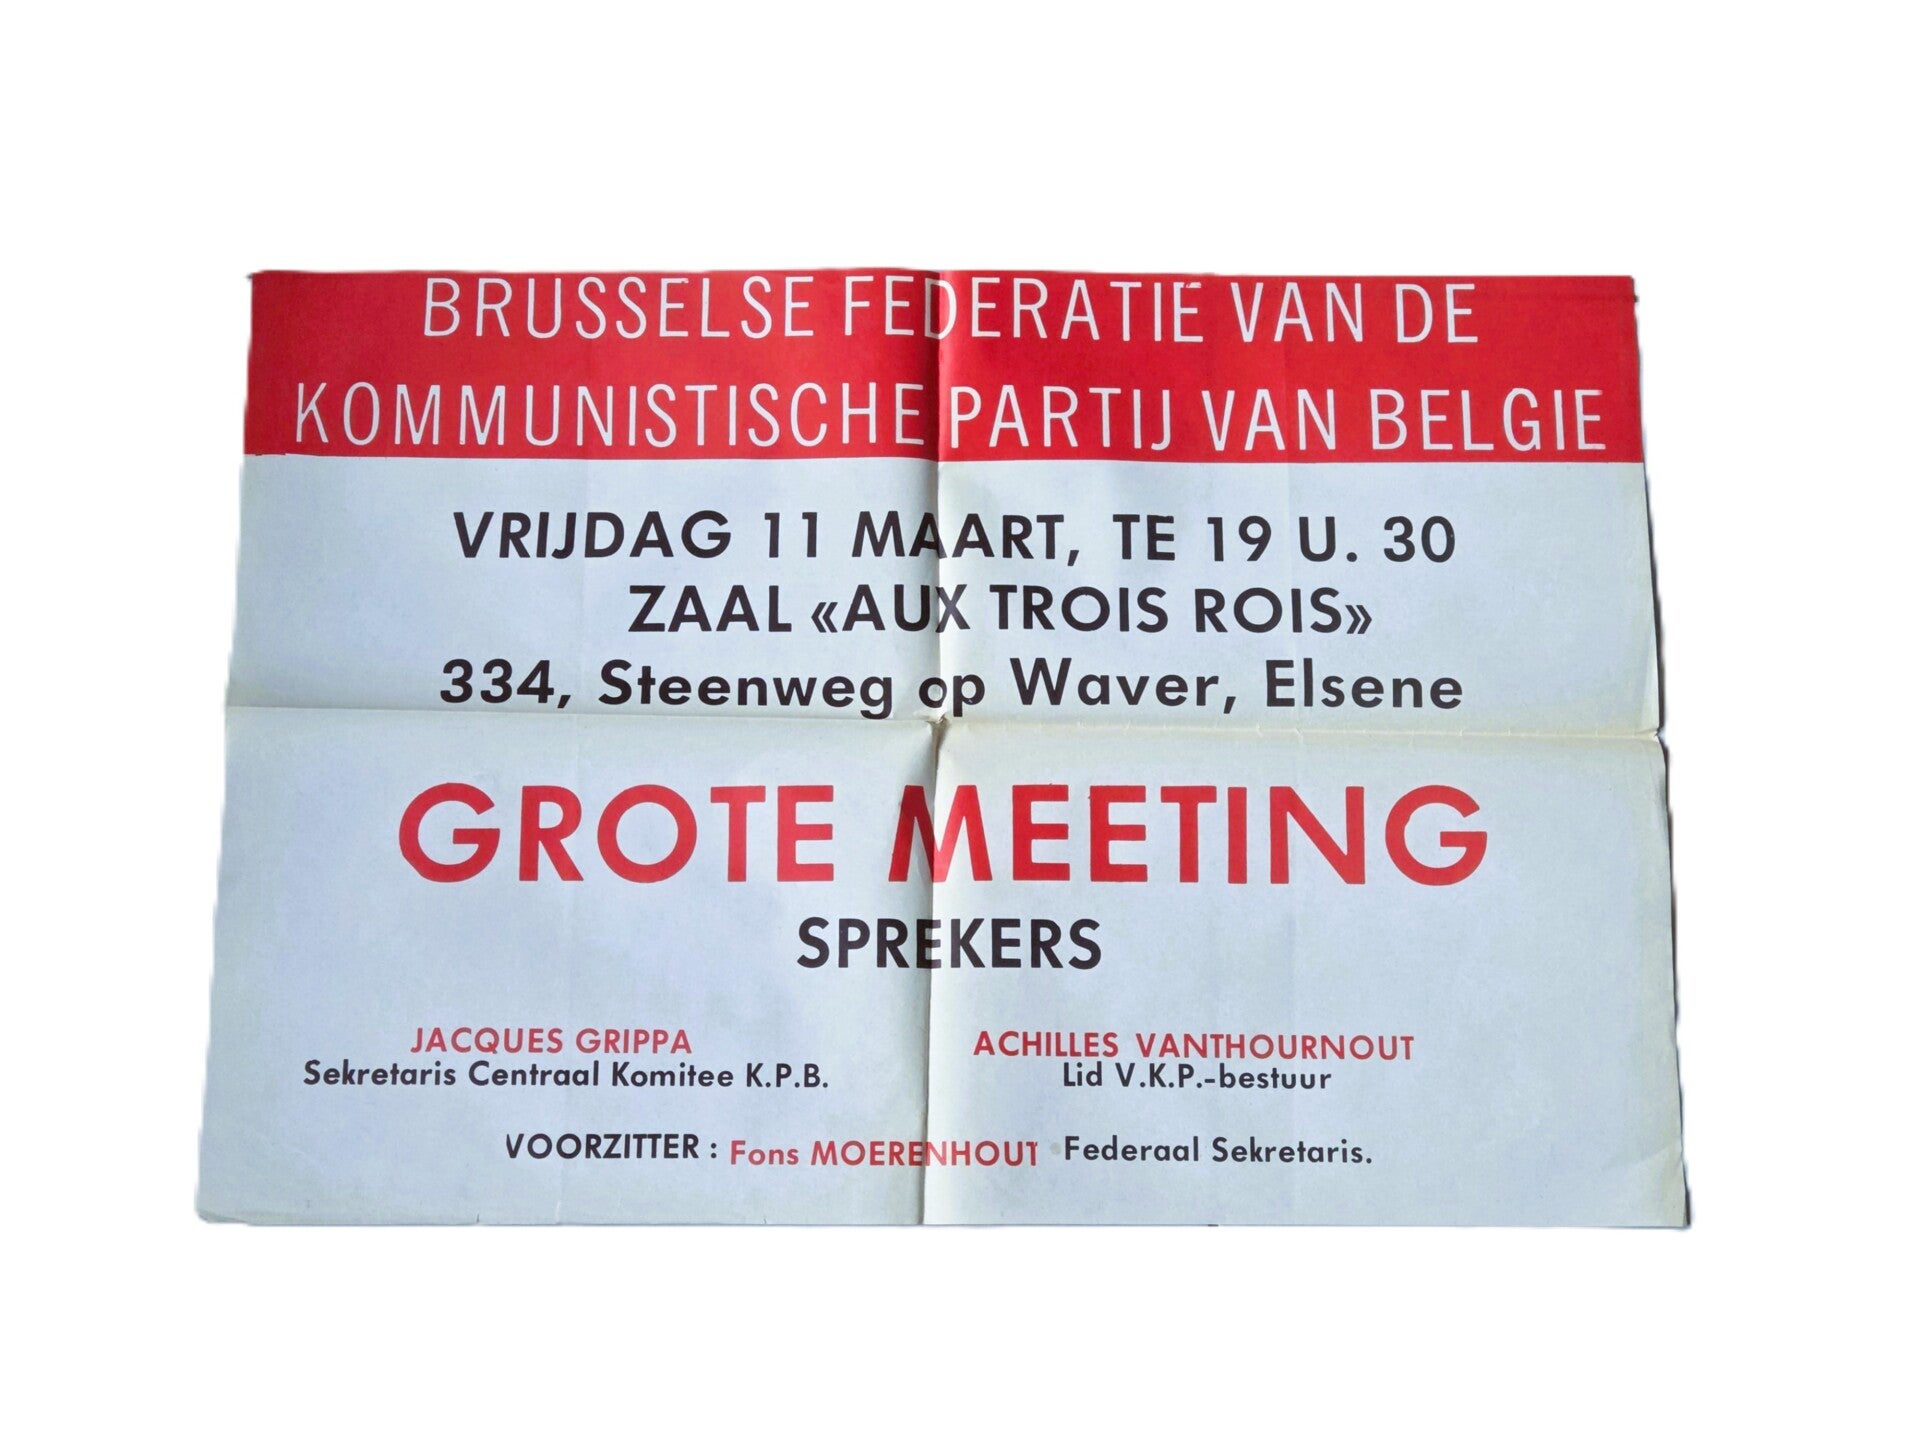 BRUSSELSE FEDERATIE VAN DE
KOMMUNISTISCHE PARTIJ VAN BELGIE
VRIJDAG 11 MAART, TE 19 U. 30
ZAAL «AUX TROIS ROIS»
334, Steenweg op Waver, Elsene
GROTE MEETING
SPREKERS
JACQUES GRIPPA
Sekretaris Centraal Komitee K.P.B.
ACHILLES VANTHOURNOUT
Lid V.K.P.-bestuur
VOORZITTER : Fons MOERENHOUT Federaal Sekretaris.